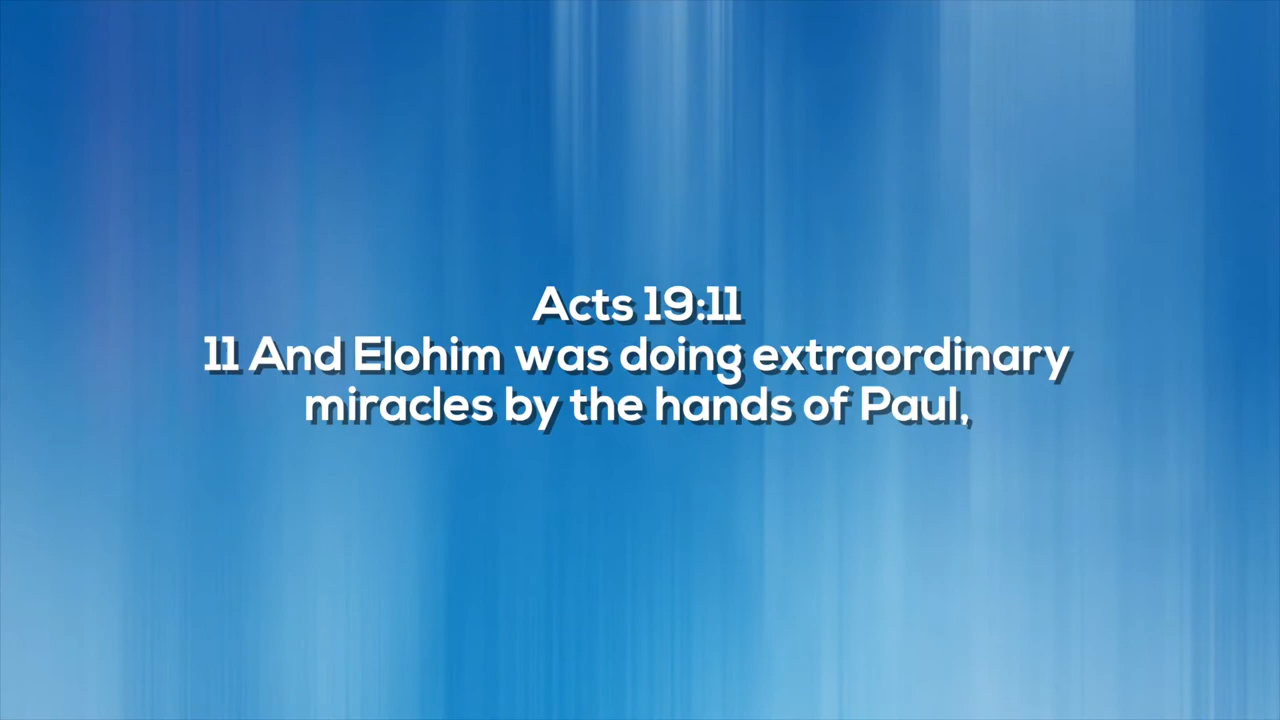 Acts 19:11
11 And Elohim was doing extraordinary
miracles by the hands of Paul,